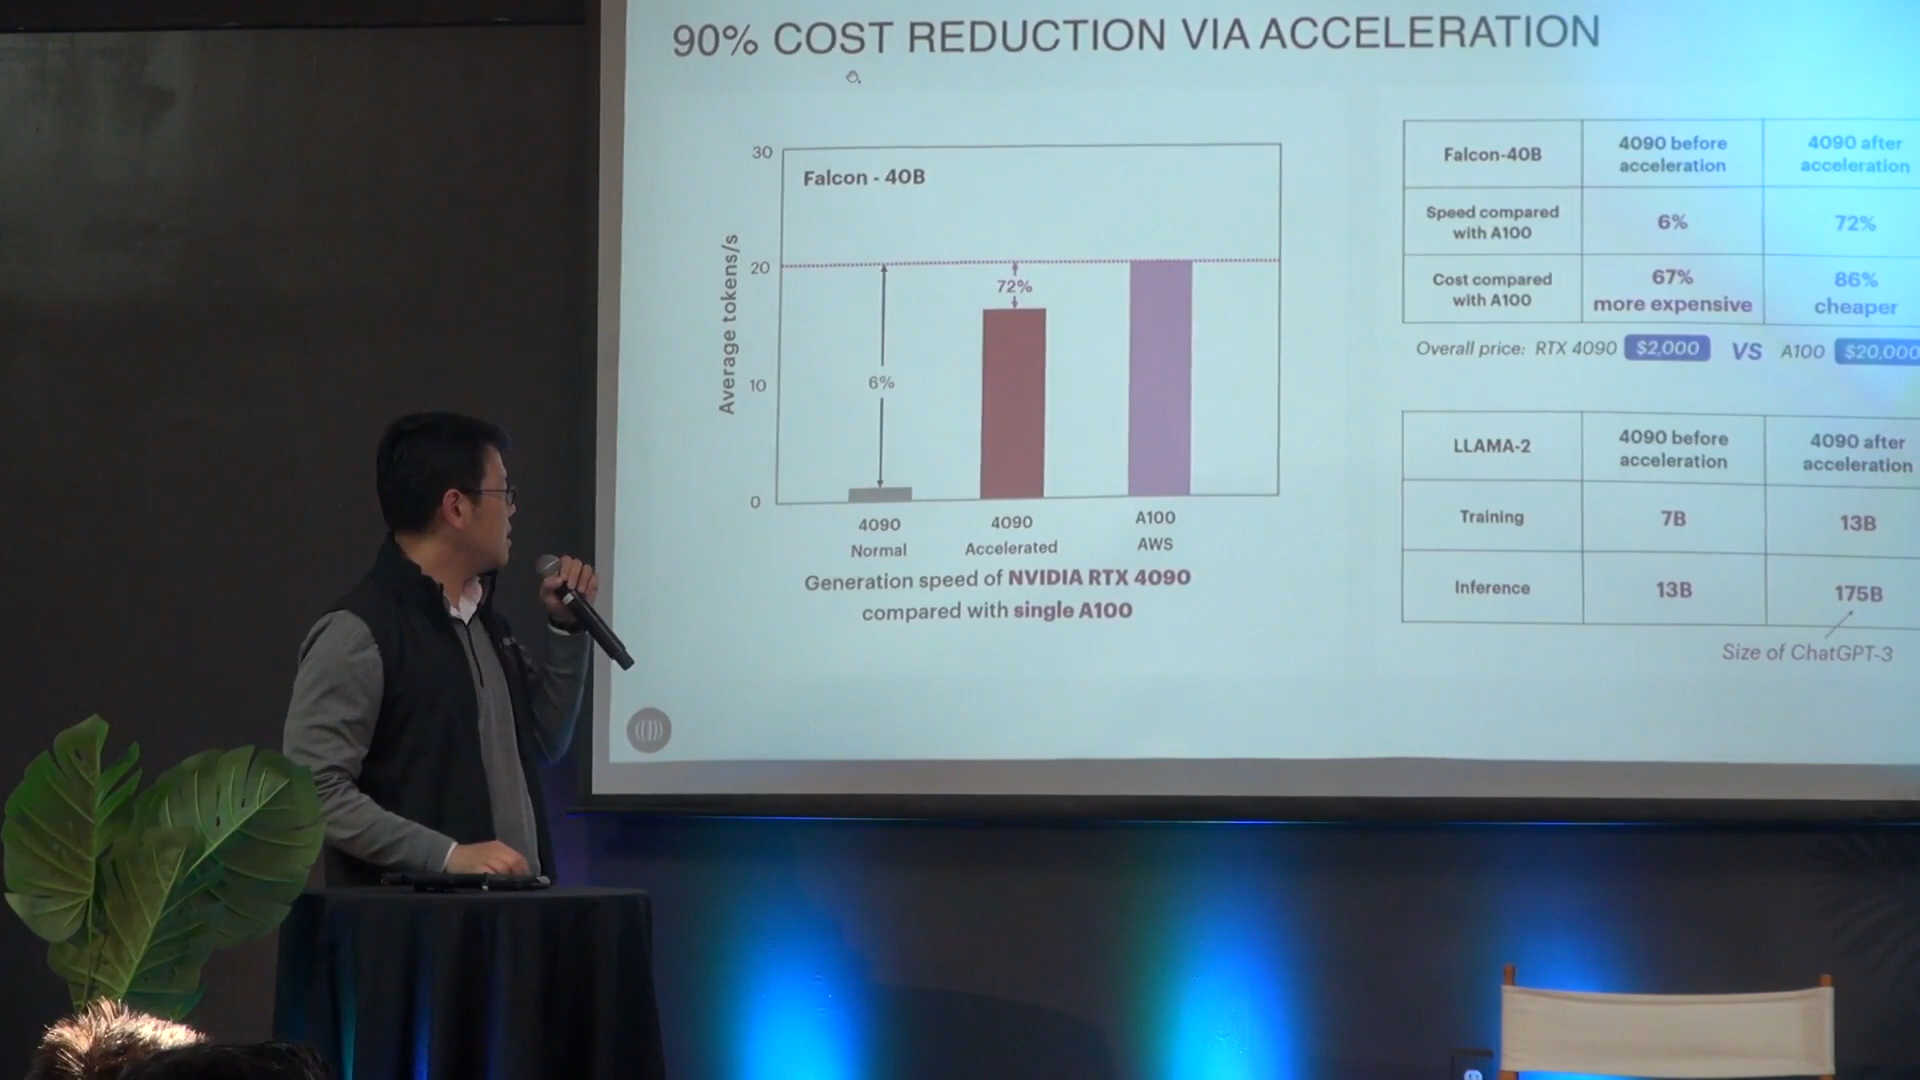 90% COST REDUCTION VIA ACCELERATION
30
20
10
0
Average tokens/s
Falcon - 40B
6%
72%
4090
Normal
4090
Accelerated
A100
AWS
Generation speed of NVIDIA RTX 4090
compared with single A100
Falcon-40B
4090 before
acceleration
4090 after
acceleration
Speed compared
with A100
6%
72%
Cost compared
with A100
67%
more expensive
86%
cheaper
Overall price: RTX 4090 $2,000 VS A100 $20,000
LLAMA-2
4090 before
acceleration
4090 after
acceleration
Training
7B
13B
Inference
13B
175B
Size of ChatGPT-3